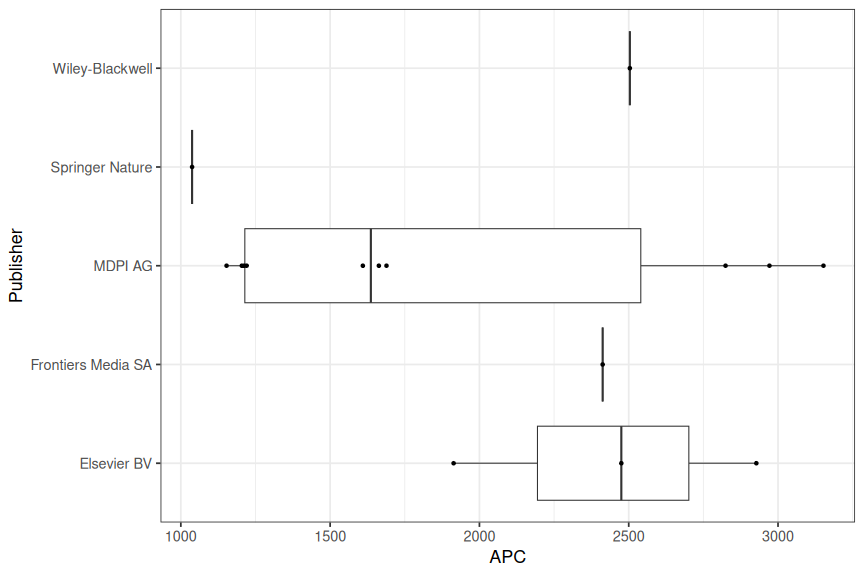 Publisher
Wiley-Blackwell
Springer Nature
MDPI AG
Frontiers Media SA
Elsevier BV
1000 1500 2000 2500 3000
APC